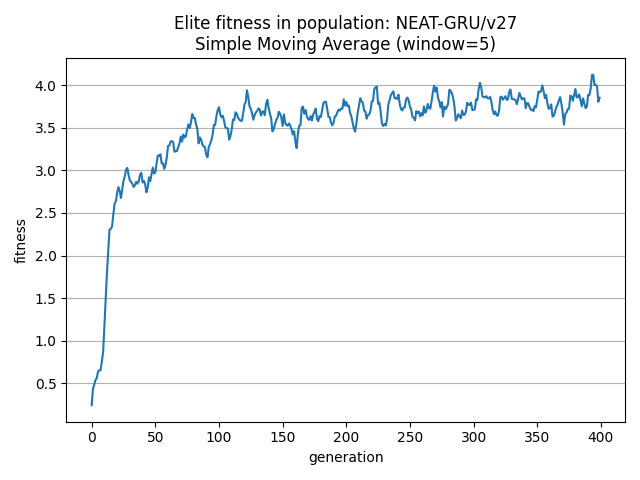 Elite fitness in population: NEAT-GRU/v27
Simple Moving Average (window=5)
4.0
3.5
3.0
2.5
2.0
1.5
1.0
0.5
fitness
0 50 100 150 200 250 300 350 400
generation